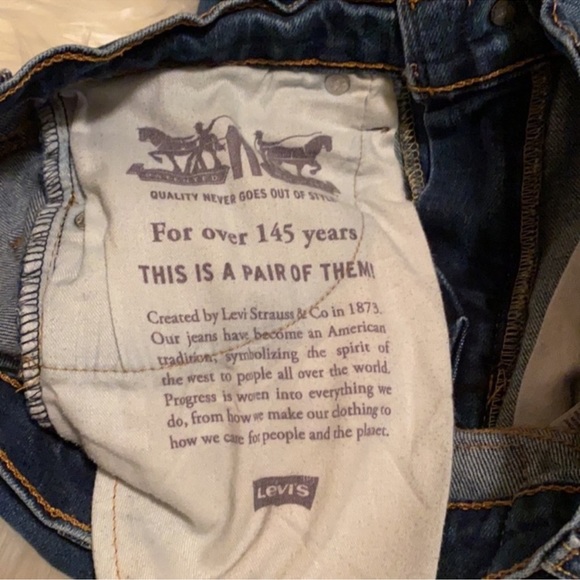 PATENTED
QUALITY NEVER GOES OUT OF STYLE
For over 145 years
THIS IS A PAIR OF THEM!
Created by Levi Strauss & Co in 1873.
Our jeans have become an American
tradition, symbolizing the spirit of
the west to people all over the world.
Progress is woven into everything we
do, from how we make our clothing to
how we care for people and the planet.
LEVI'S